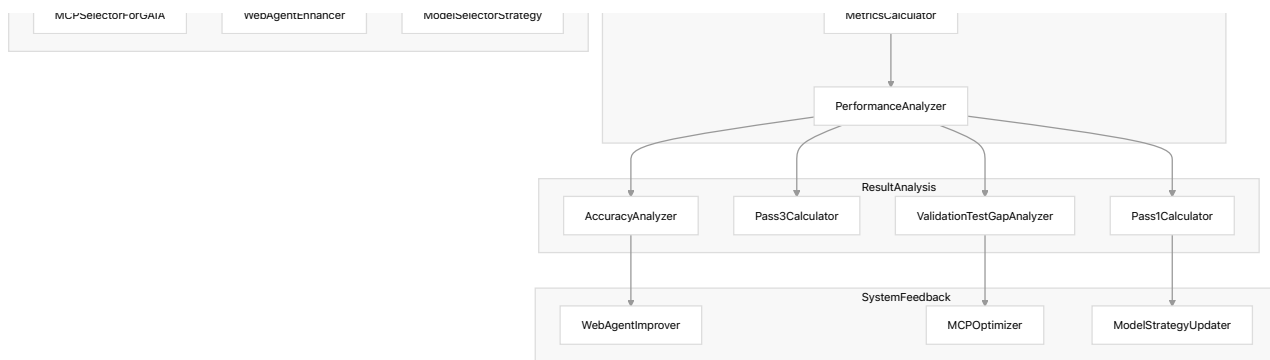 MCPSelectorForGAIA
WebAgentEnhancer
ModelSelectorStrategy
MetricsCalculator
PerformanceAnalyzer
ResultAnalysis
AccuracyAnalyzer
Pass3Calculator
ValidationTestGapAnalyzer
Pass1Calculator
SystemFeedback
WebAgentImprover
MCPOptimizer
ModelStrategyUpdater